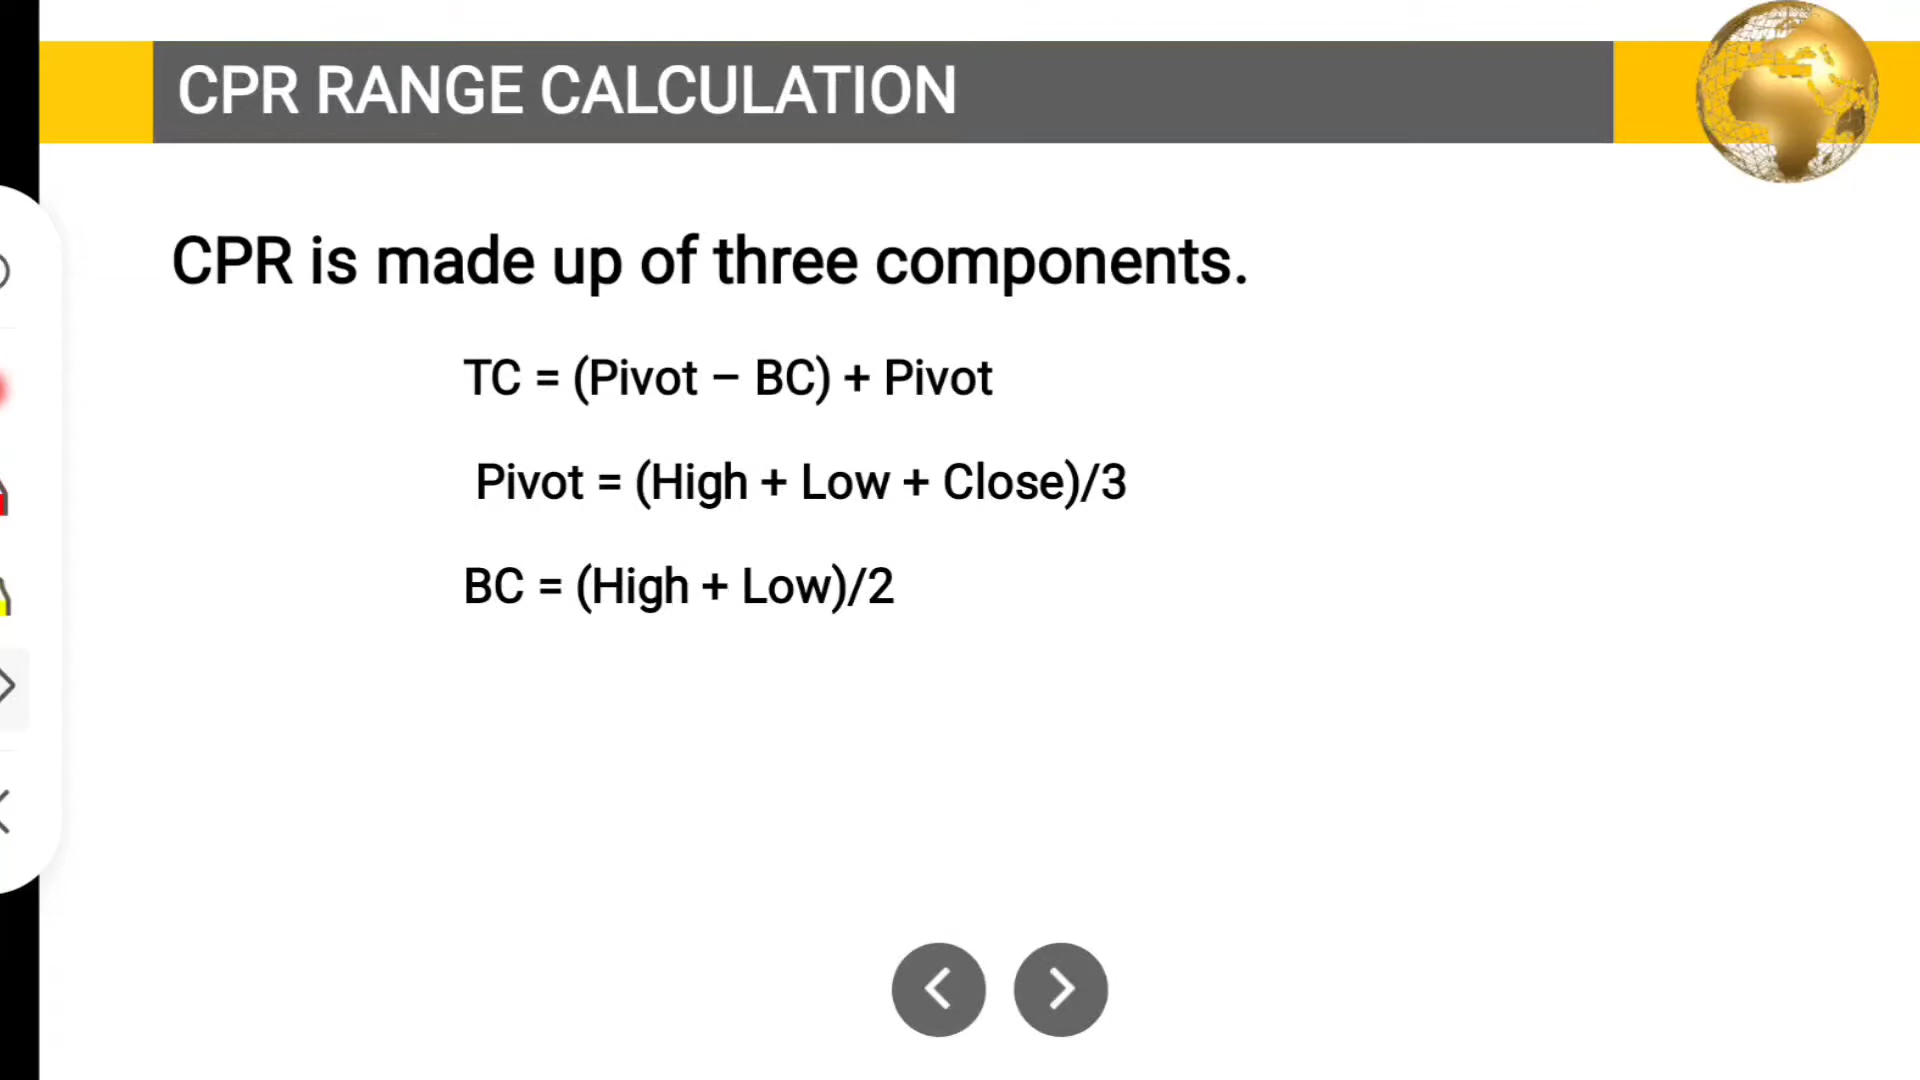 CPR RANGE CALCULATION
CPR is made up of three components.
TC = (Pivot – BC) + Pivot
Pivot = (High + Low + Close)/3
BC = (High + Low)/2